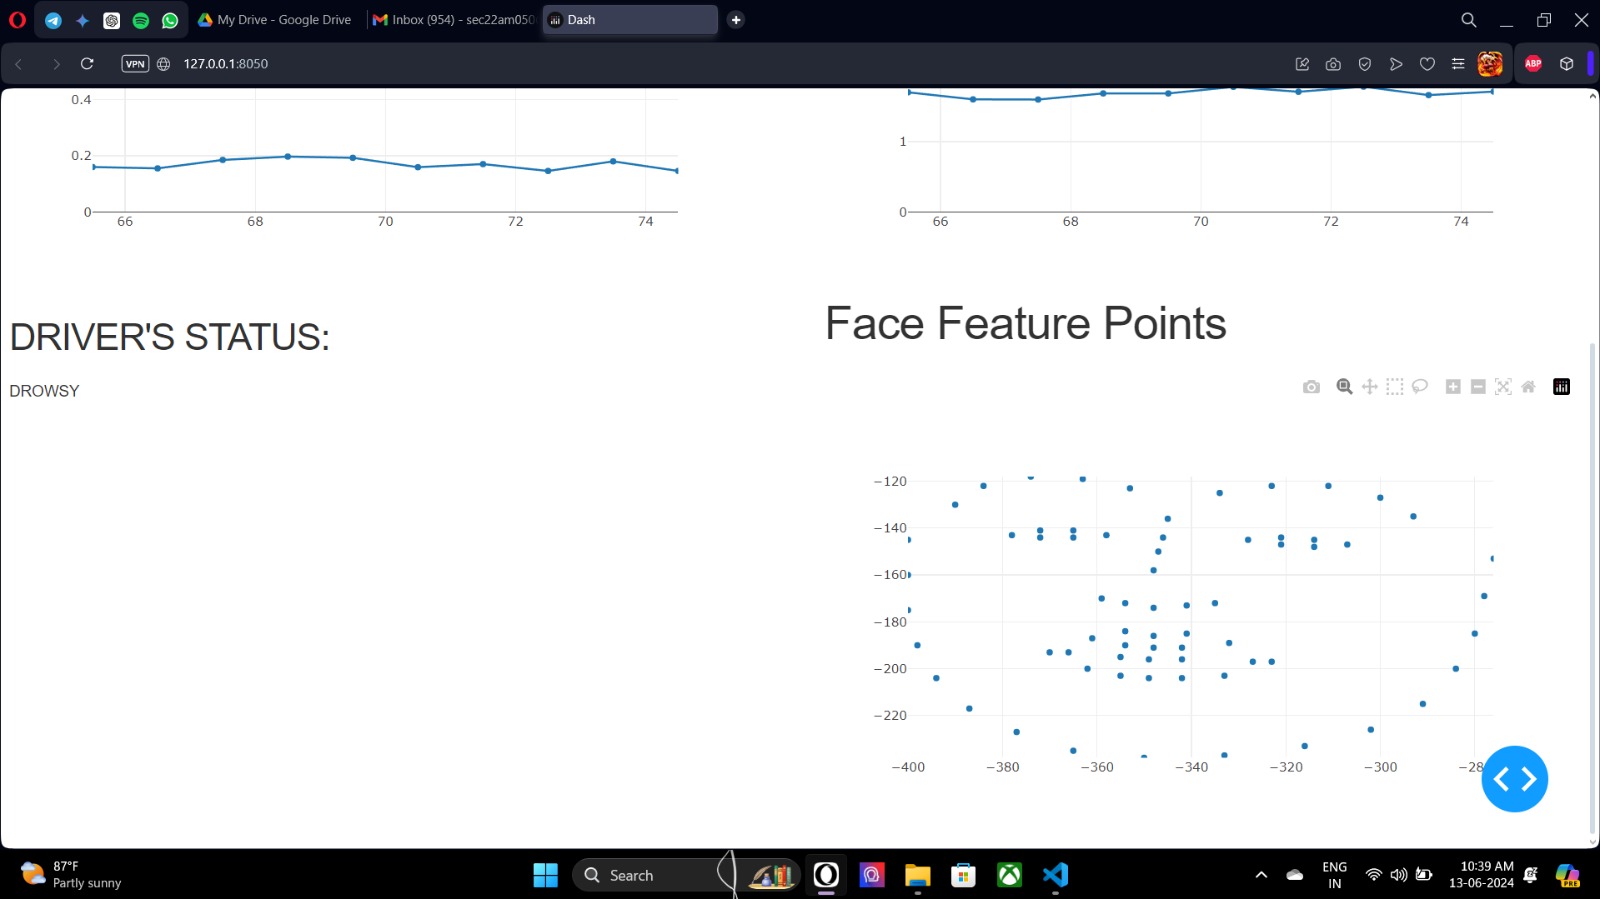 My Drive - Google Drive
Inbox (954) - sec22am050
Dash
VPN
127.0.0.1:8050
ABP
0.4
0.2
0
66 68 70 72 74
1
0
66 68 70 72 74
DRIVER'S STATUS:
DROWSY
Face Feature Points
−120
−140
−160
−180
−200
−220
−400 −380 −360 −340 −320 −300 −28
87°F
Partly sunny
Search
ENG
IN
10:39 AM
13-06-2024
PRE